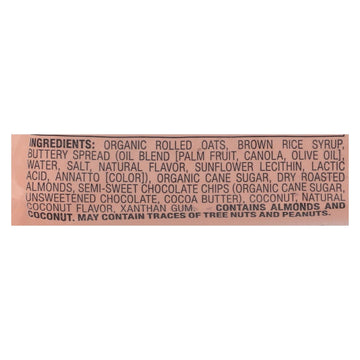 INGREDIENTS: ORGANIC ROLLED OATS, BROWN RICE SYRUP,
BUTTERY SPREAD (OIL BLEND [PALM FRUIT, CANOLA, OLIVE OIL],
WATER, SALT, NATURAL FLAVOR, SUNFLOWER LECITHIN, LACTIC
ACID, ANNATTO [COLOR]), ORGANIC CANE SUGAR, DRY ROASTED
ALMONDS, SEMI-SWEET CHOCOLATE CHIPS (ORGANIC CANE SUGAR,
UNSWEETENED CHOCOLATE, COCOA BUTTER), COCONUT, NATURAL
COCONUT FLAVOR, XANTHAN GUM. CONTAINS ALMONDS AND
COCONUT. MAY CONTAIN TRACES OF TREE NUTS AND PEANUTS.